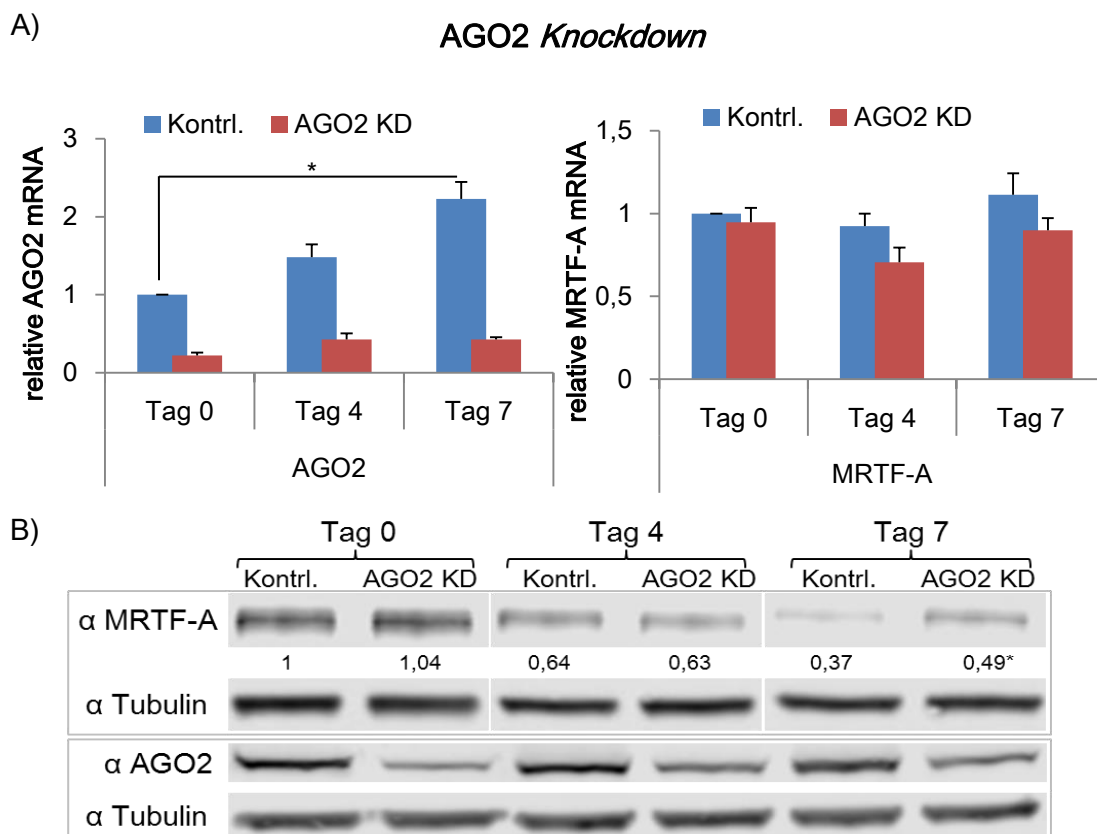 A)
AGO2 Knockdown
Kontrl. AGO2 KD
relative AGO2 mRNA
3
2
1
0
*
Tag 0 Tag 4 Tag 7
AGO2
Kontrl. AGO2 KD
relative MRTF-A mRNA
1,5
1
0,5
0
Tag 0 Tag 4 Tag 7
MRTF-A
B)
Tag 0 Tag 4 Tag 7
Kontrl. AGO2 KD Kontrl. AGO2 KD Kontrl. AGO2 KD
α MRTF-A
1 1,04 0,64 0,63 0,37 0,49*
α Tubulin
α AGO2
α Tubulin